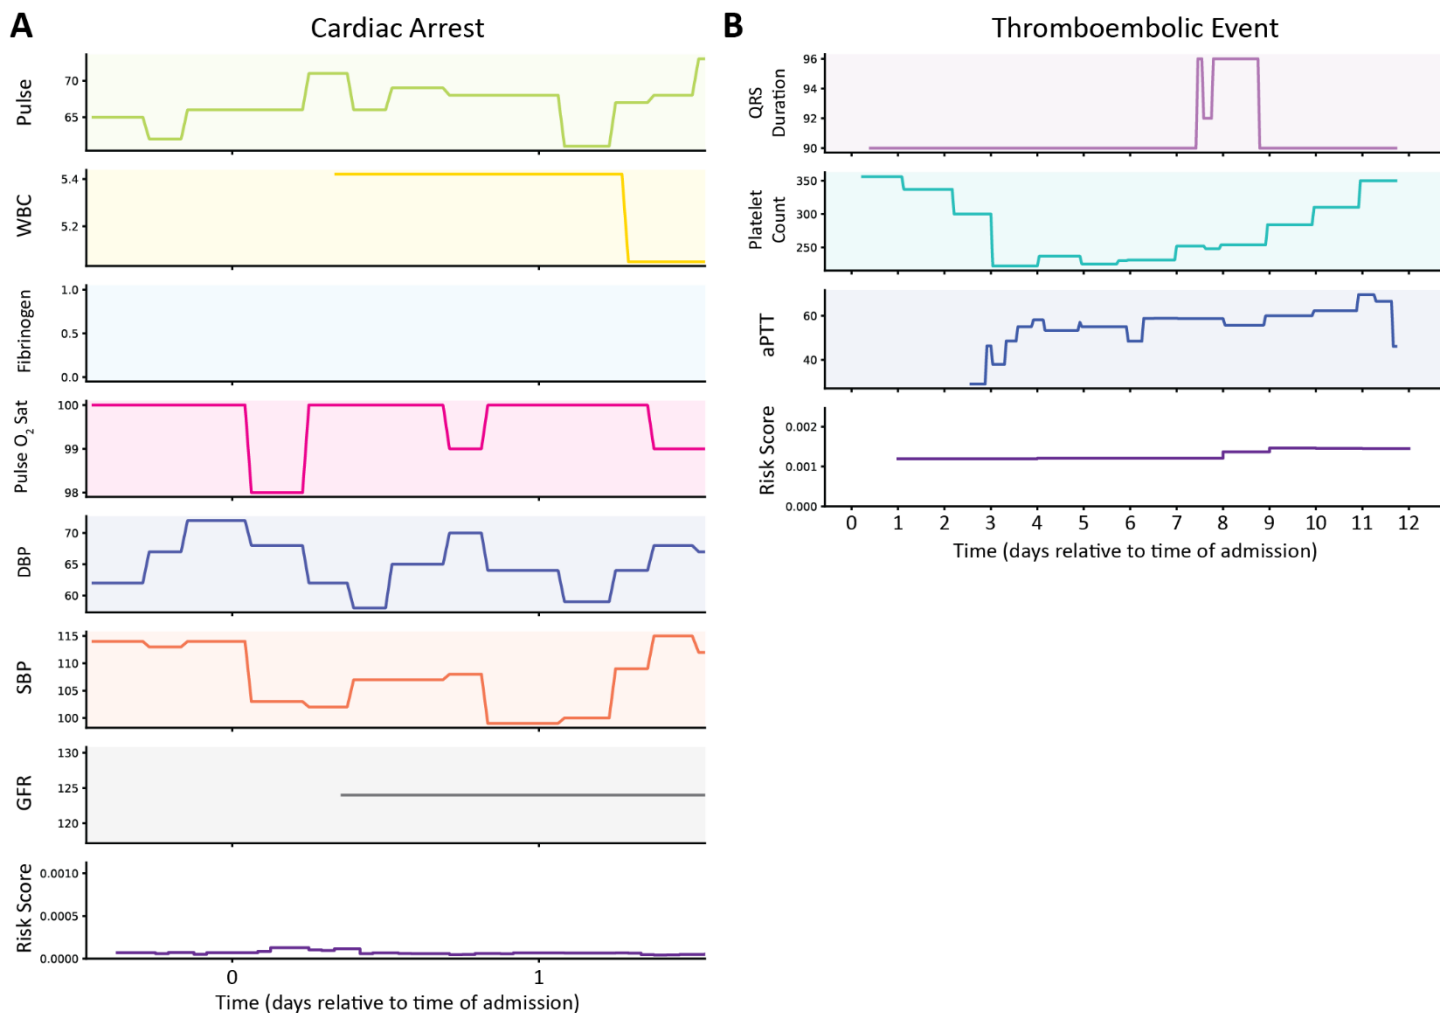 A
Cardiac Arrest
Pulse
70
65
WBC
5.4
5.2
Fibrinogen
1.0
0.5
0.0
Pulse O2 Sat
100
99
98
DBP
70
65
60
SBP
115
110
105
100
GFR
130
125
120
Risk Score
0.0010
0.0005
0.0000
0 1
Time (days relative to time of admission)
B
Thromboembolic Event
QRS
Duration
96
94
92
90
Platelet
Count
350
300
250
aPTT
60
40
Risk Score
0.002
0.001
0.000
0 1 2 3 4 5 6 7 8 9 10 11 12
Time (days relative to time of admission)